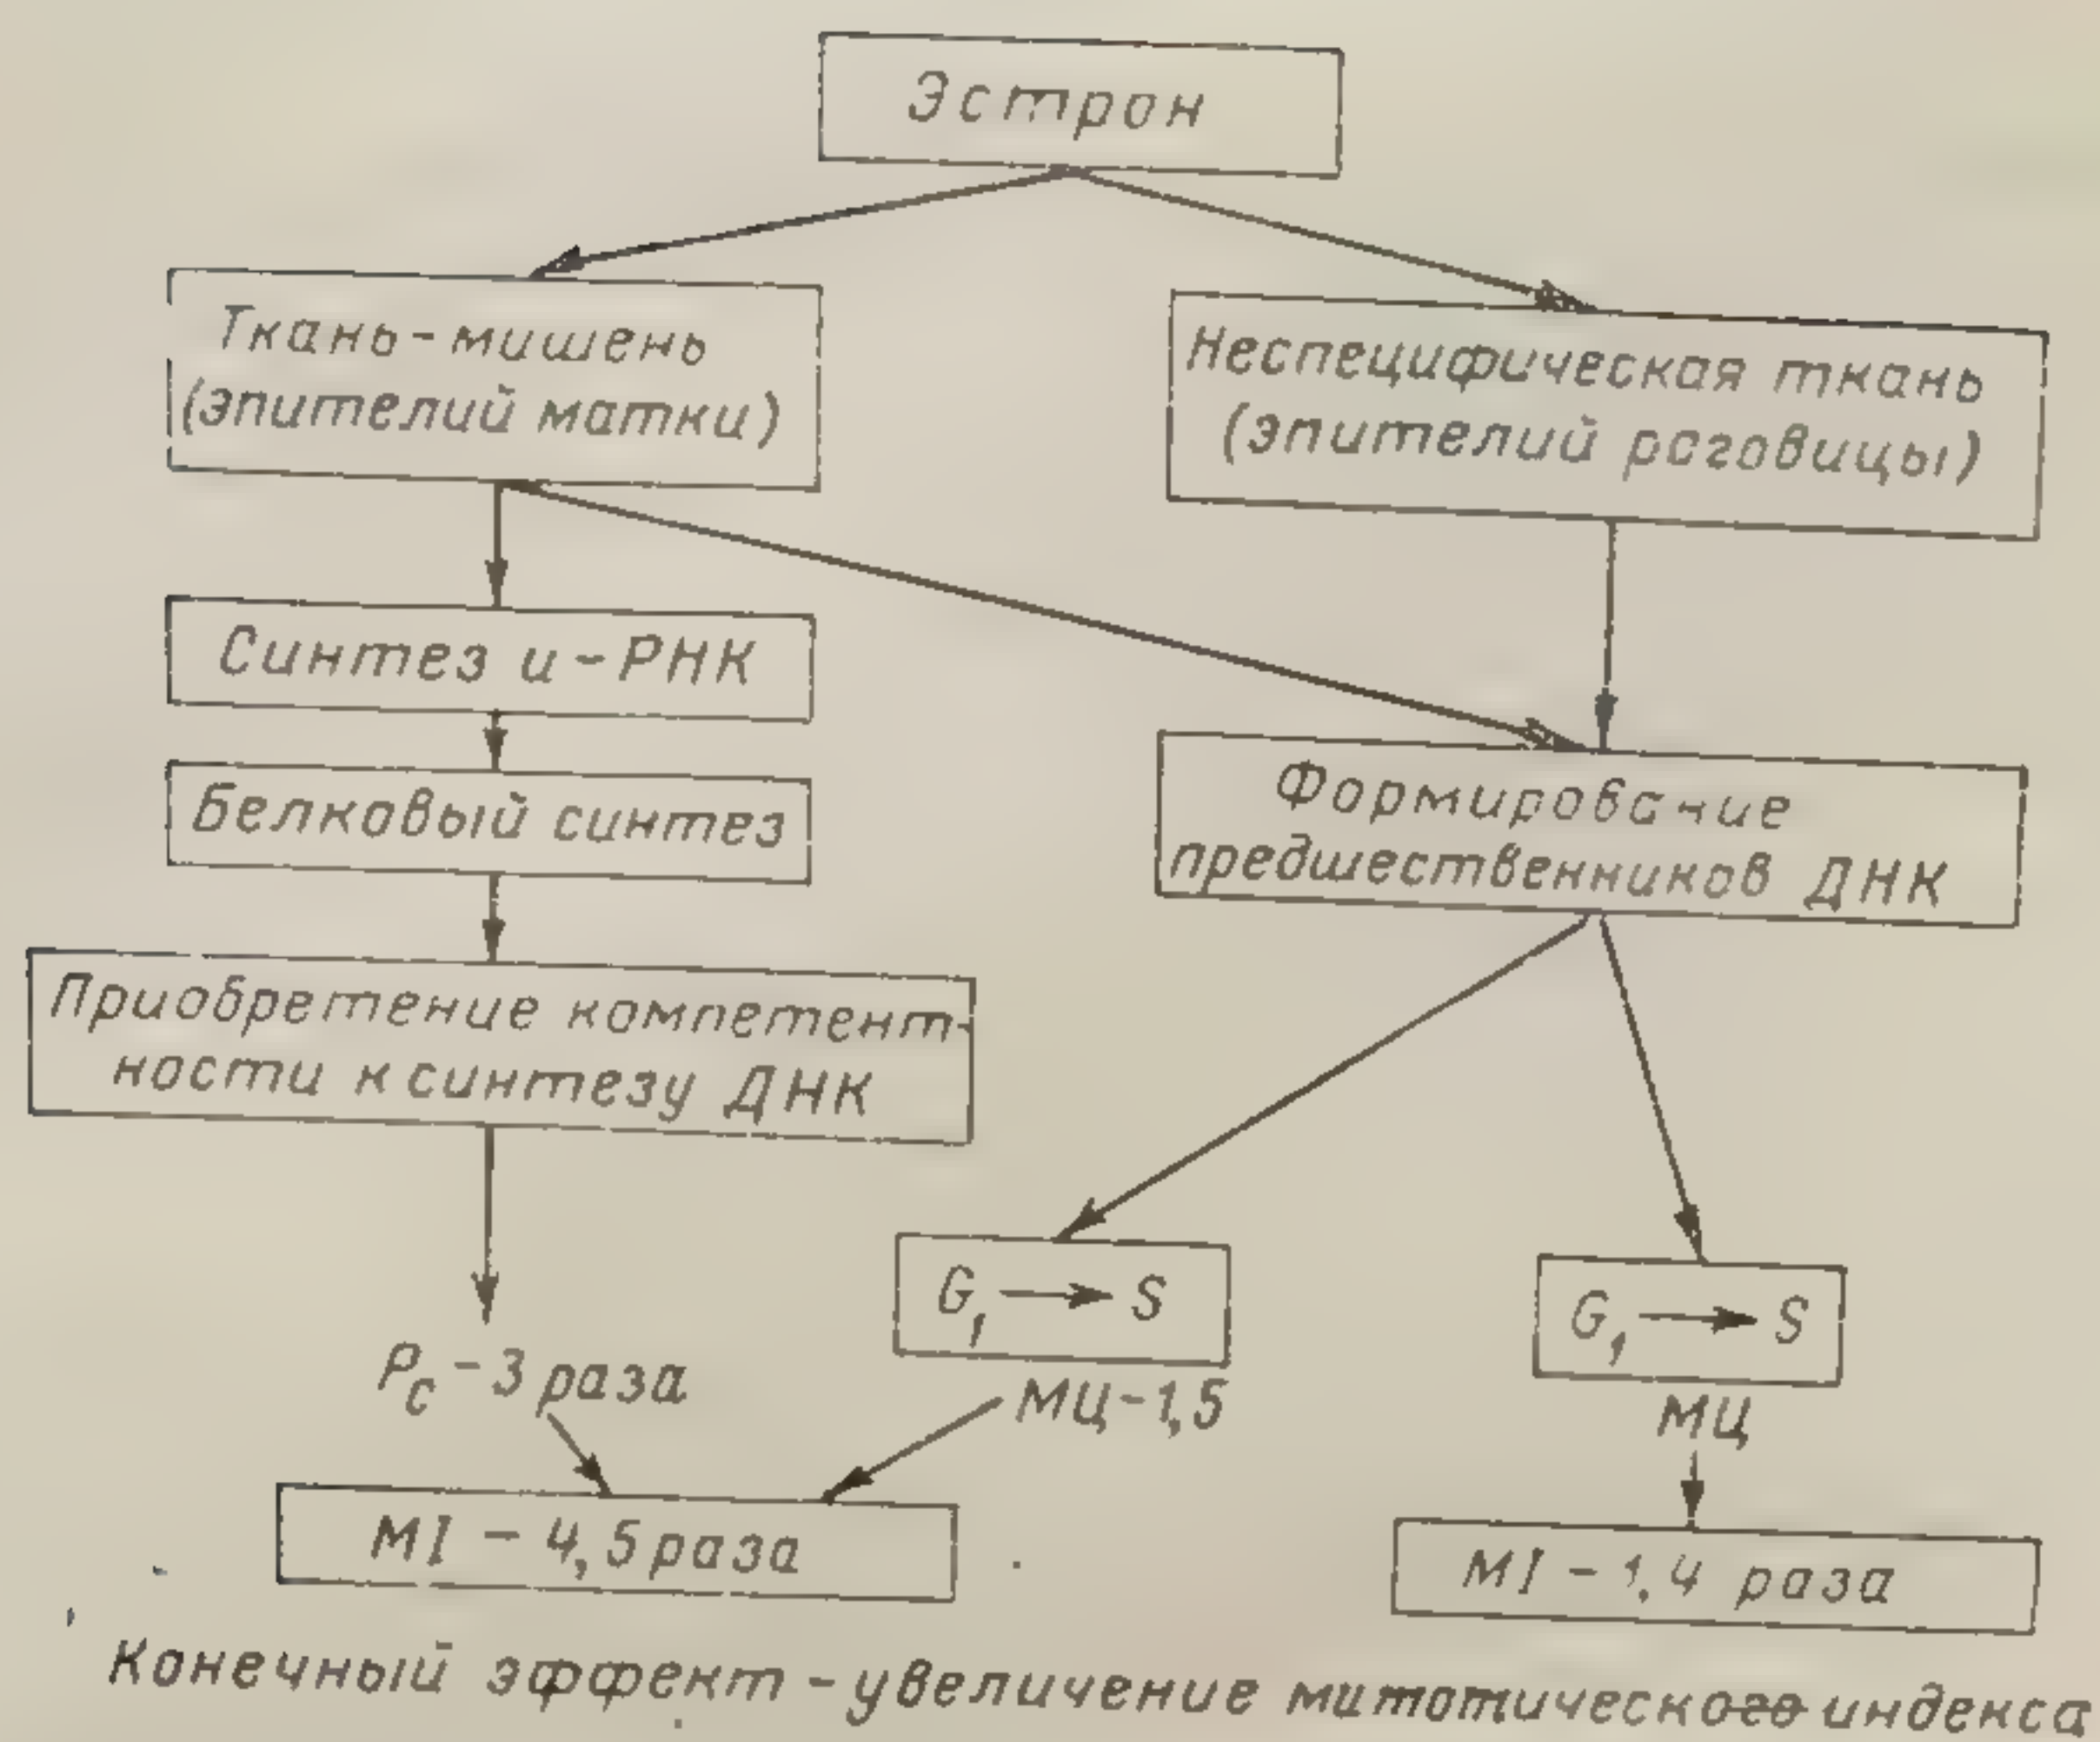 Эстрон
Ткань-мишень
(эпителий матки)
Неспецифическая ткань
(эпителий роговицы)
Синтез и-РНК
Белковый синтез
Формирование
предшественников ДНК
Приобретение компетент-
ности к синтезу ДНК
G₁ → S
G₁ → S
Pс - 3 раза
МЦ-1,5
МЦ
MI - 4,5 раза
MI - 1,4 раза
Конечный эффект - увеличение митотического индекса